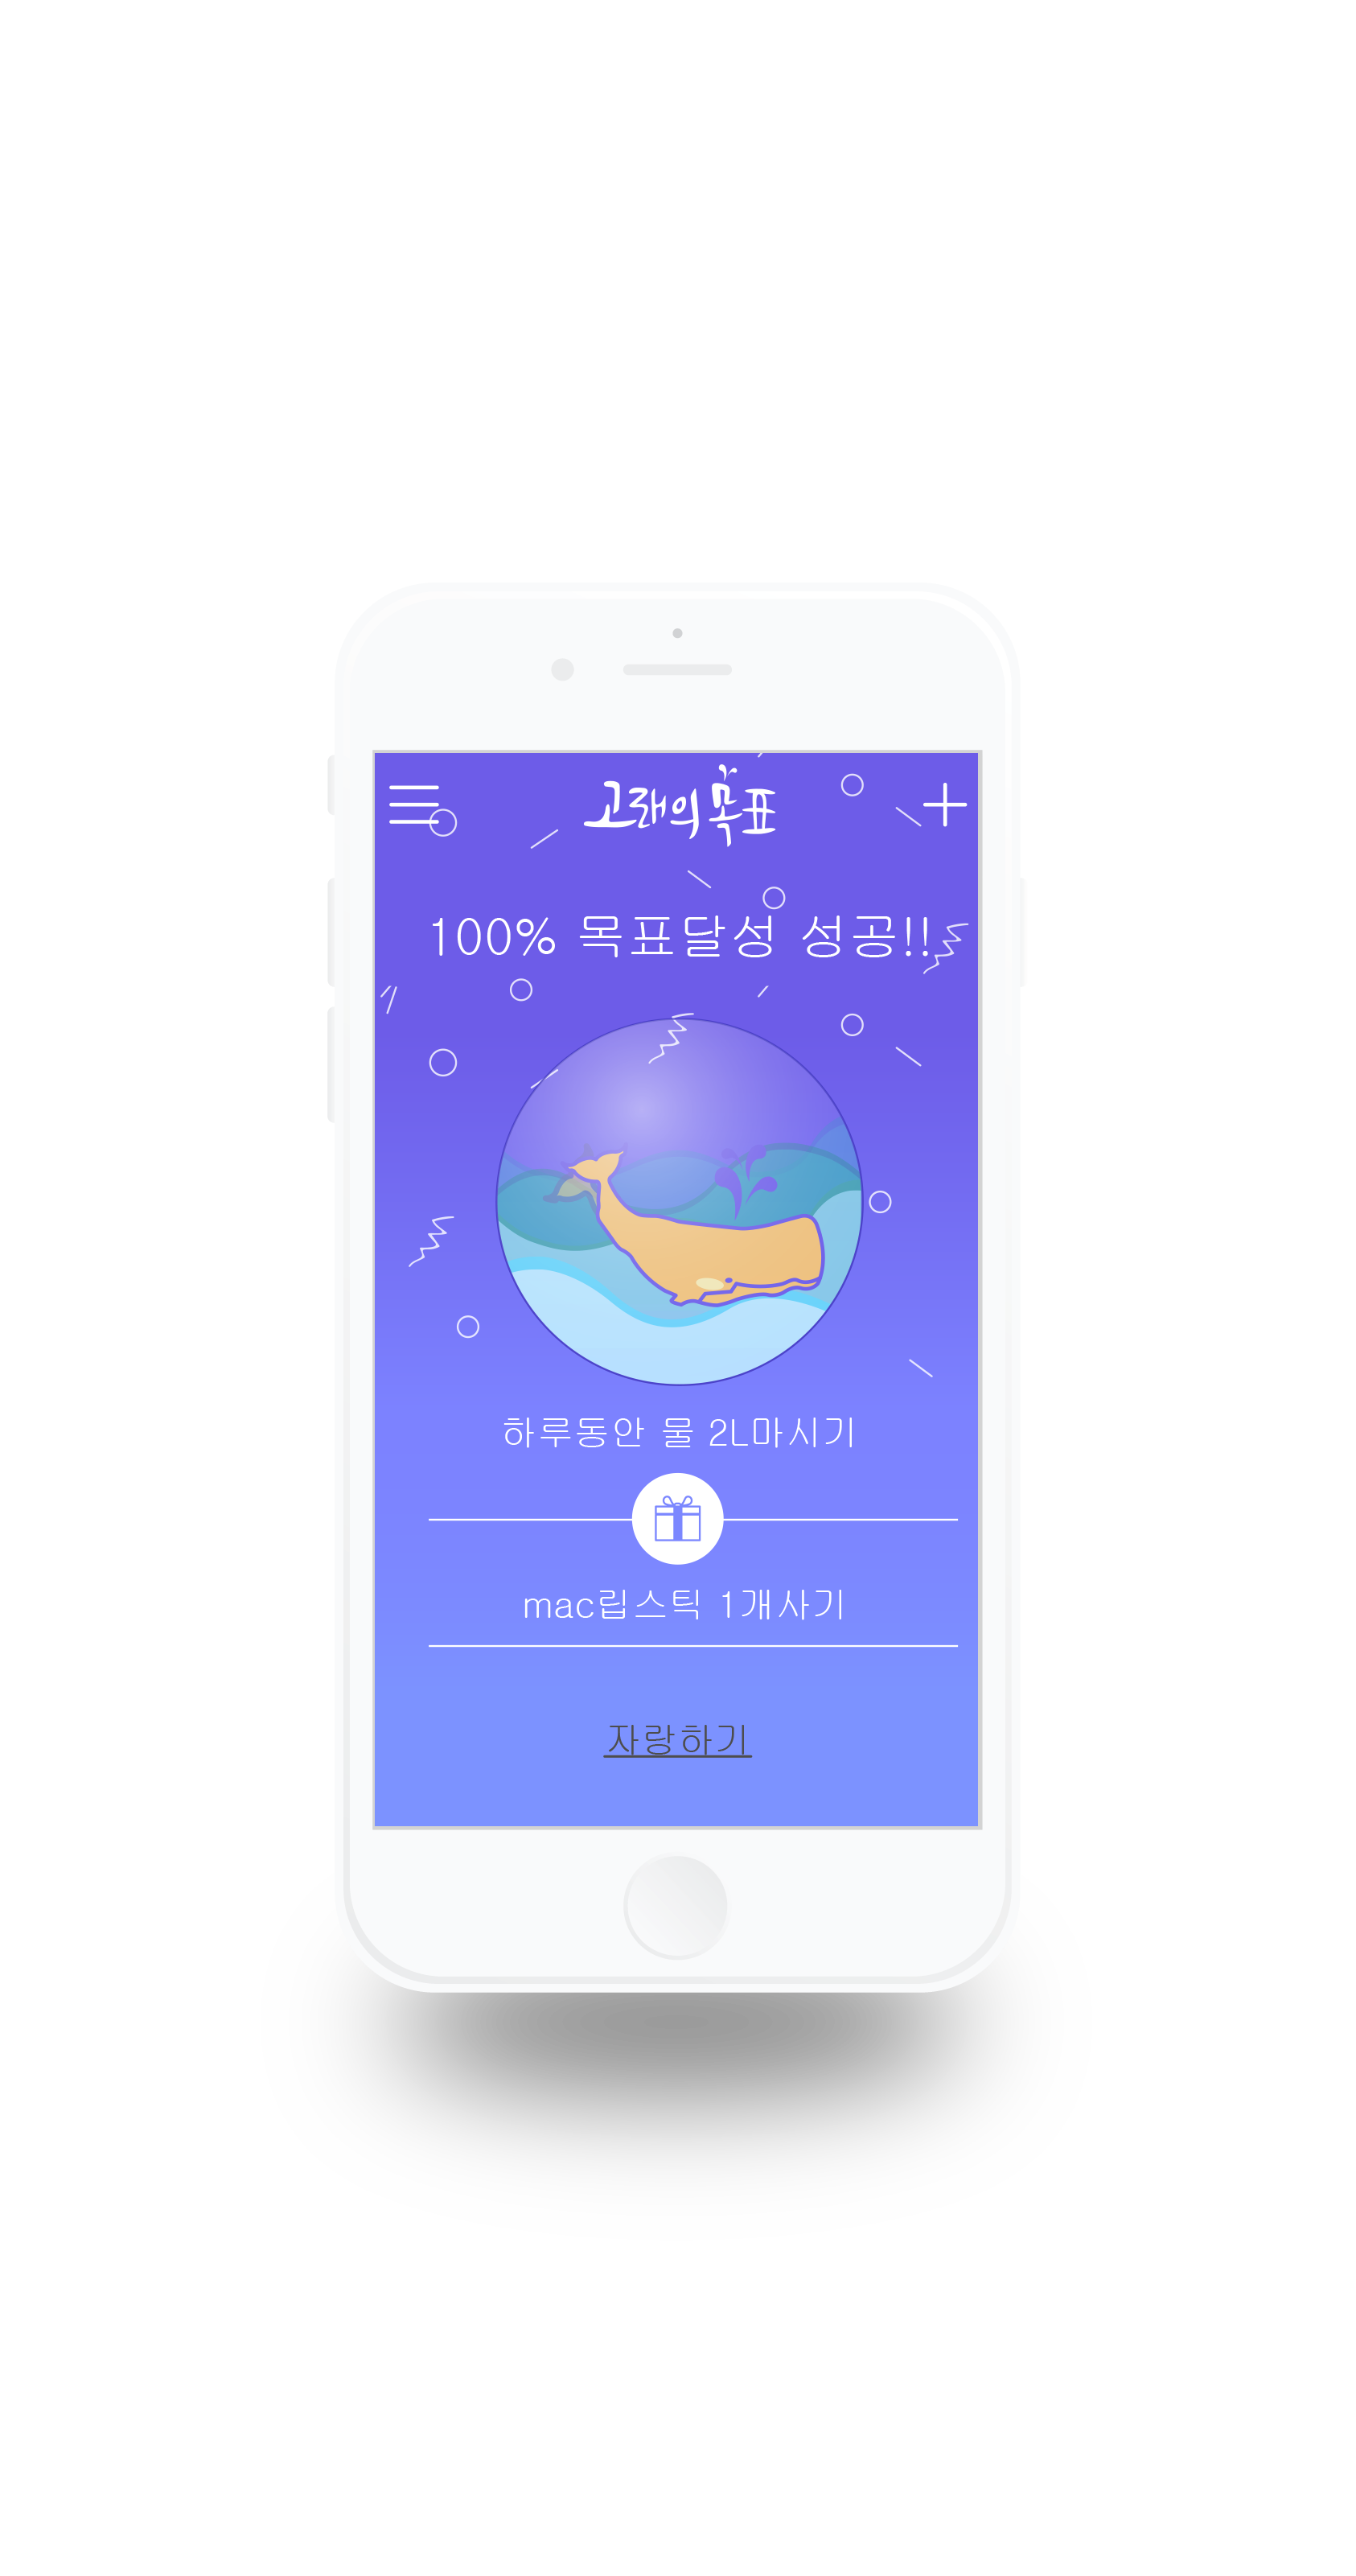 고래의 목표
100% 목표달성 성공!!
하루동안 물 2L마시기
mac립스틱 1개사기
자랑하기